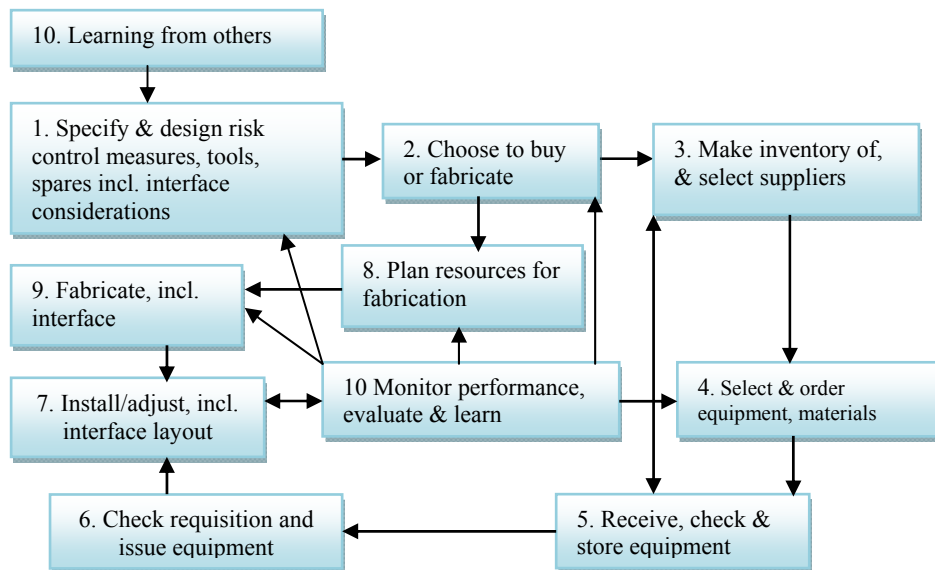 10. Learning from others
1. Specify & design risk
control measures, tools,
spares incl. interface
considerations
2. Choose to buy
or fabricate
3. Make inventory of,
& select suppliers
8. Plan resources for
fabrication
9. Fabricate, incl.
interface
10 Monitor performance,
evaluate & learn
7. Install/adjust, incl.
interface layout
4. Select & order
equipment, materials
6. Check requisition and
issue equipment
5. Receive, check &
store equipment